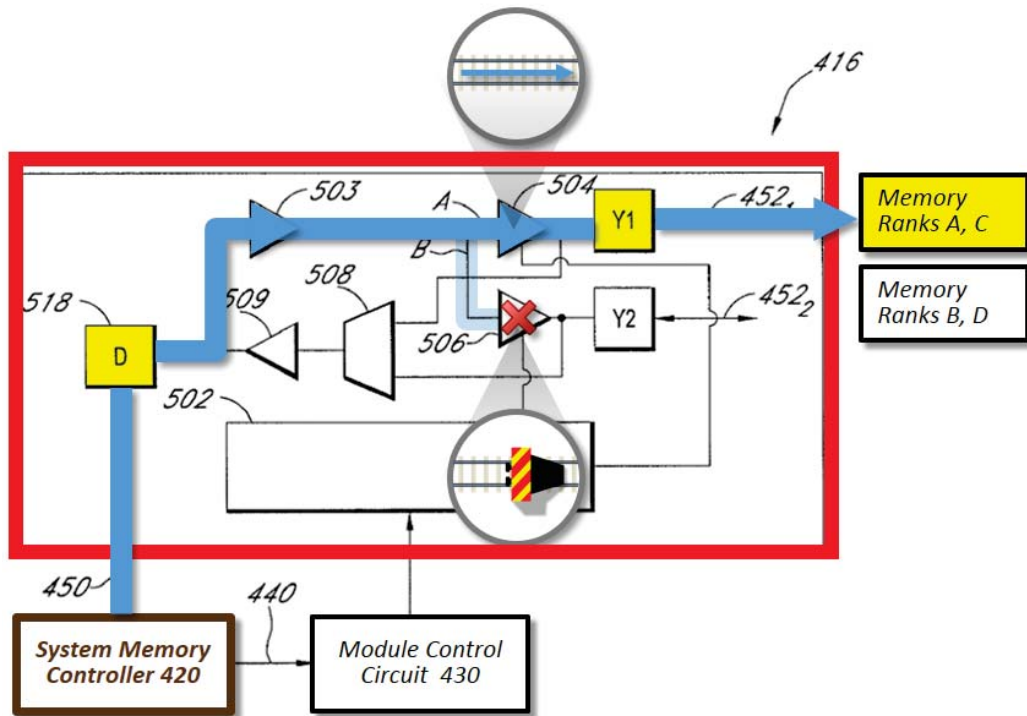 416
503
504
A
Y1
452₁
Memory
Ranks A, C
B
508
518
509
D
506
Y2
452₂
Memory
Ranks B, D
502
450
440
System Memory
Controller 420
Module Control
Circuit 430